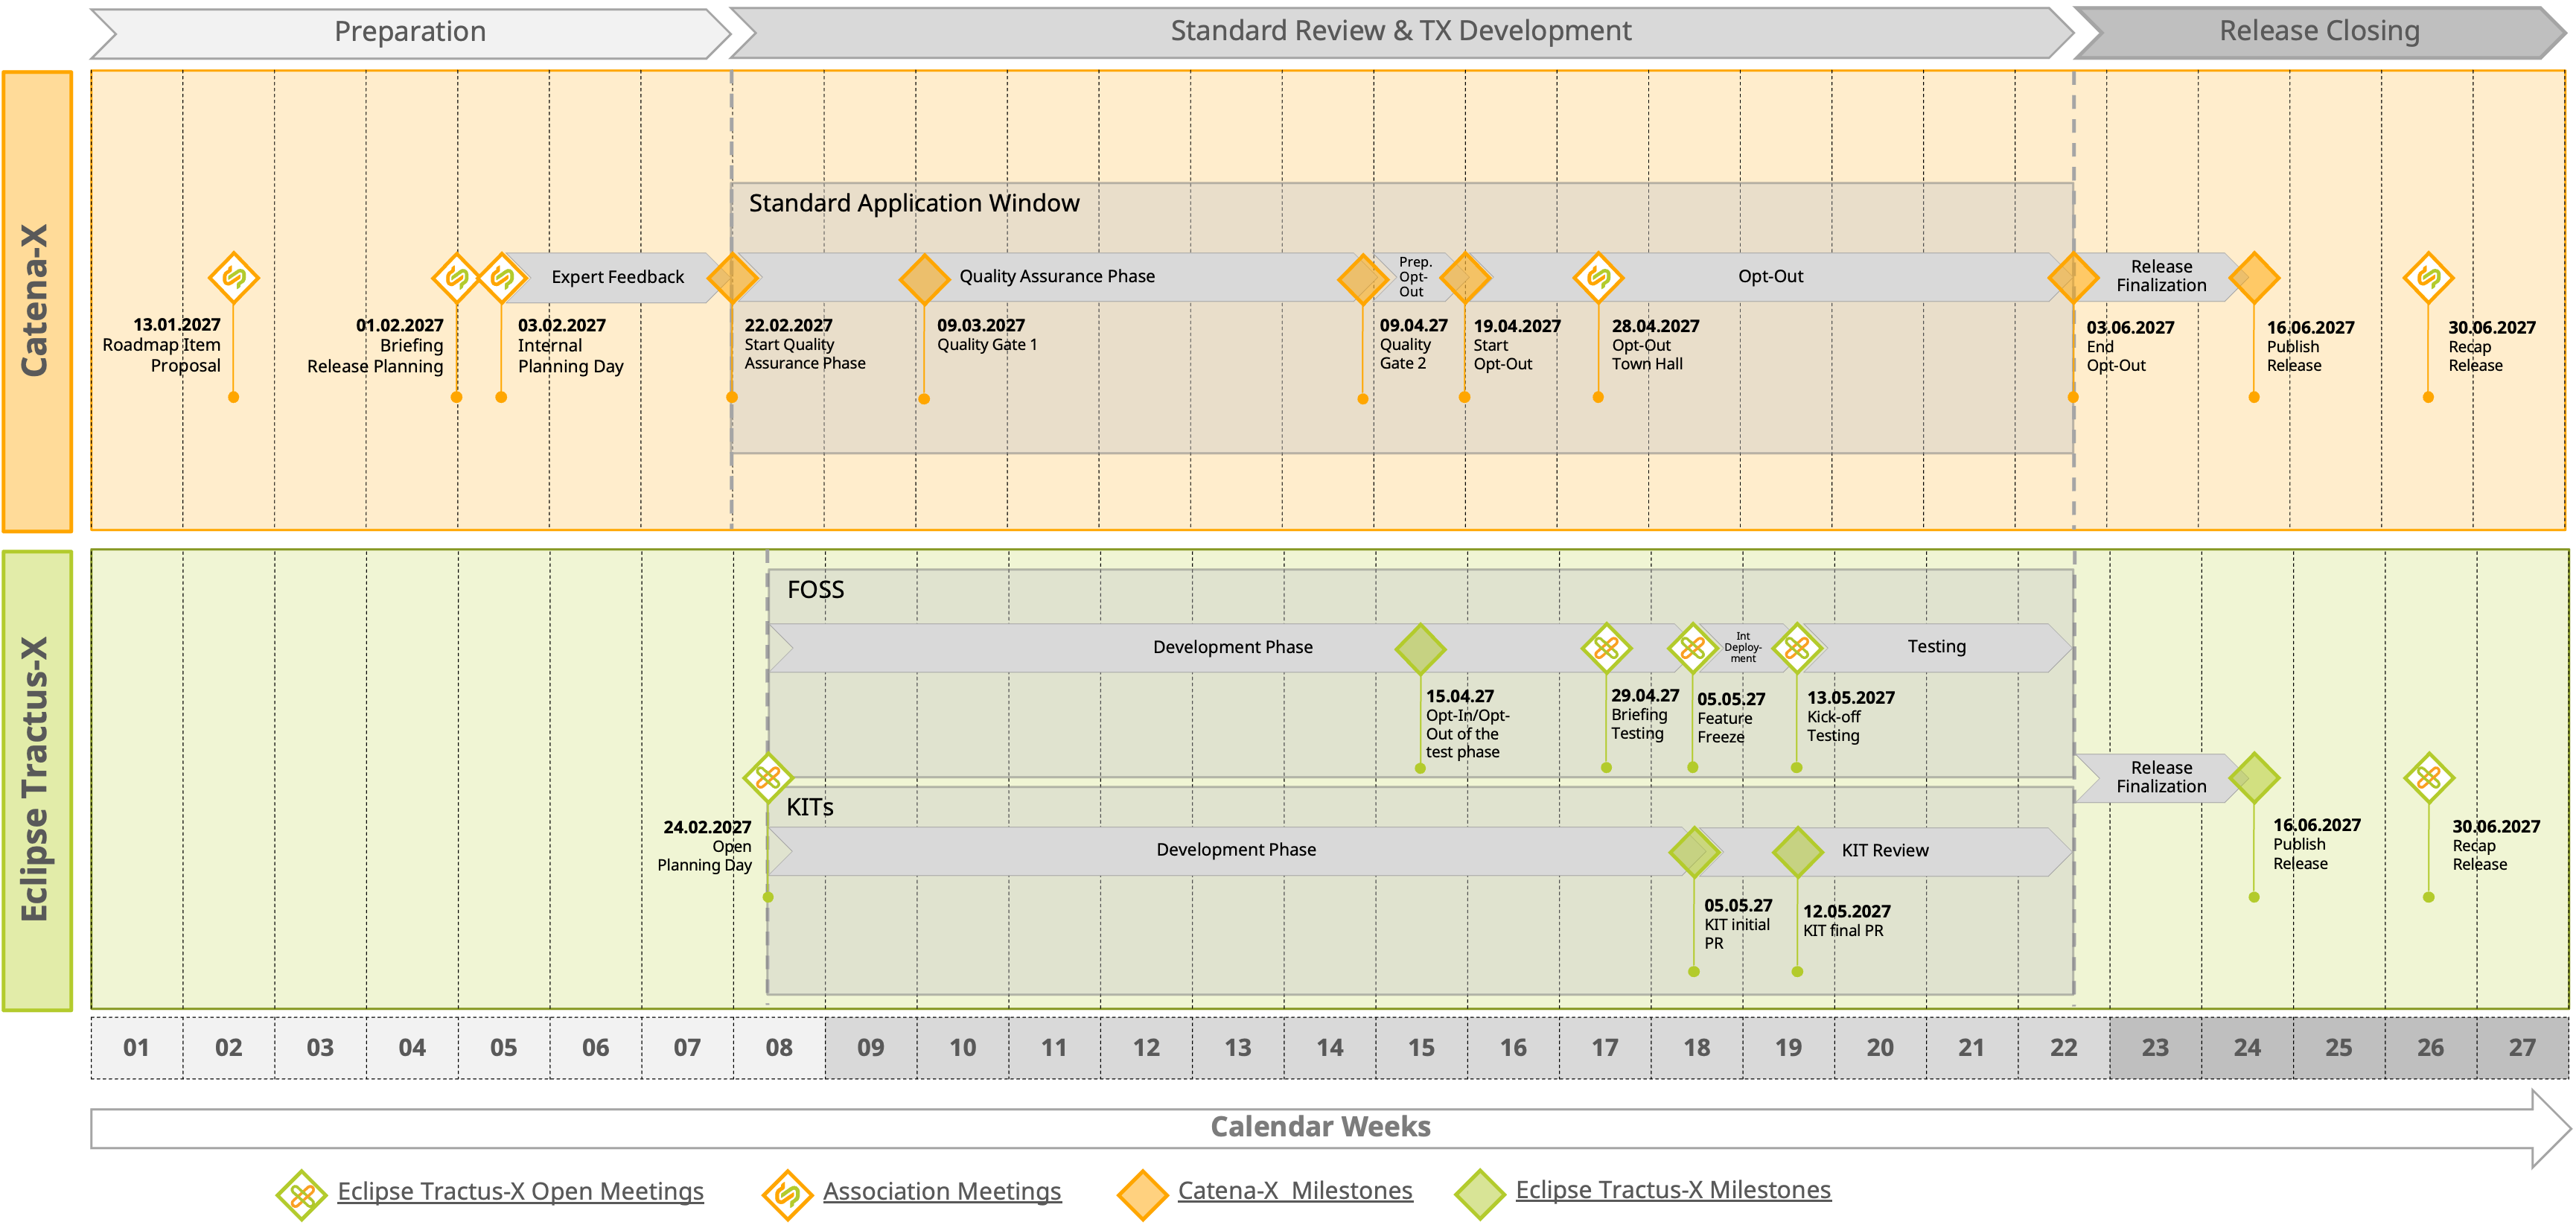 Preparation
Standard Review & TX Development
Release Closing
Catena-X
Standard Application Window
Expert Feedback
Quality Assurance Phase
Prep.
Opt-
Out
Opt-Out
Release
Finalization
13.01.2027
Roadmap Item
Proposal
01.02.2027
Briefing
Release Planning
03.02.2027
Internal
Planning Day
22.02.2027
Start Quality
Assurance Phase
09.03.2027
Quality Gate 1
09.04.27
Quality
Gate 2
19.04.2027
Start
Opt-Out
28.04.2027
Opt-Out
Town Hall
03.06.2027
End
Opt-Out
16.06.2027
Publish
Release
30.06.2027
Recap
Release
Eclipse Tractus-X
FOSS
Development Phase
Int
Deploy-
ment
Testing
15.04.27
Opt-In/Opt-
Out of the
test phase
29.04.27
Briefing
Testing
05.05.27
Feature
Freeze
13.05.2027
Kick-off
Testing
Release
Finalization
KITs
24.02.2027
Open
Planning Day
Development Phase
KIT Review
05.05.27
KIT initial
PR
12.05.2027
KIT final PR
16.06.2027
Publish
Release
30.06.2027
Recap
Release
01 02 03 04 05 06 07 08 09 10 11 12 13 14 15 16 17 18 19 20 21 22 23 24 25 26 27
Calendar Weeks
Eclipse Tractus-X Open Meetings
Association Meetings
Catena-X Milestones
Eclipse Tractus-X Milestones